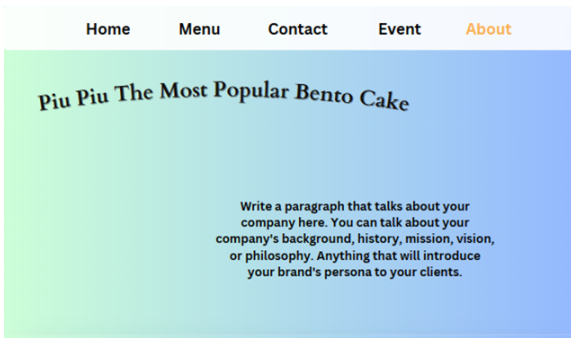 Home Menu Contact Event About
Piu Piu The Most Popular Bento Cake
Write a paragraph that talks about your
company here. You can talk about your
company's background, history, mission, vision,
or philosophy. Anything that will introduce
your brand's persona to your clients.